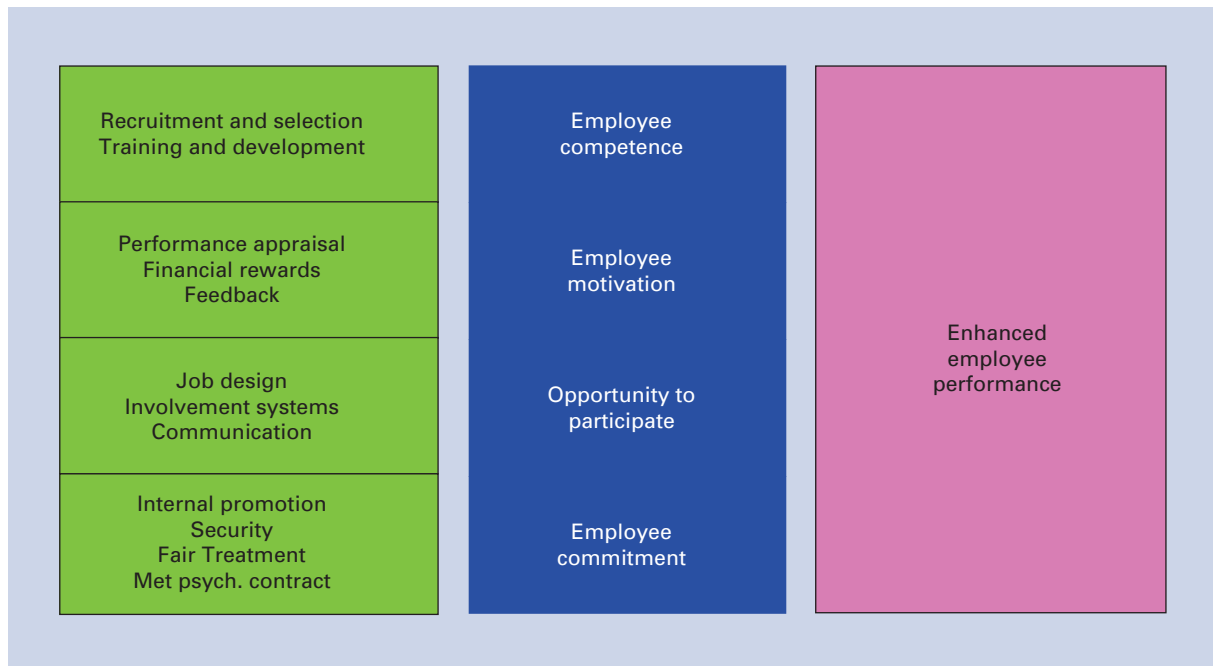 Recruitment and selection
Training and development
Employee
competence
Performance appraisal
Financial rewards
Feedback
Employee
motivation
Job design
Involvement systems
Communication
Opportunity to
participate
Internal promotion
Security
Fair Treatment
Met psych. contract
Employee
commitment
Enhanced
employee
performance